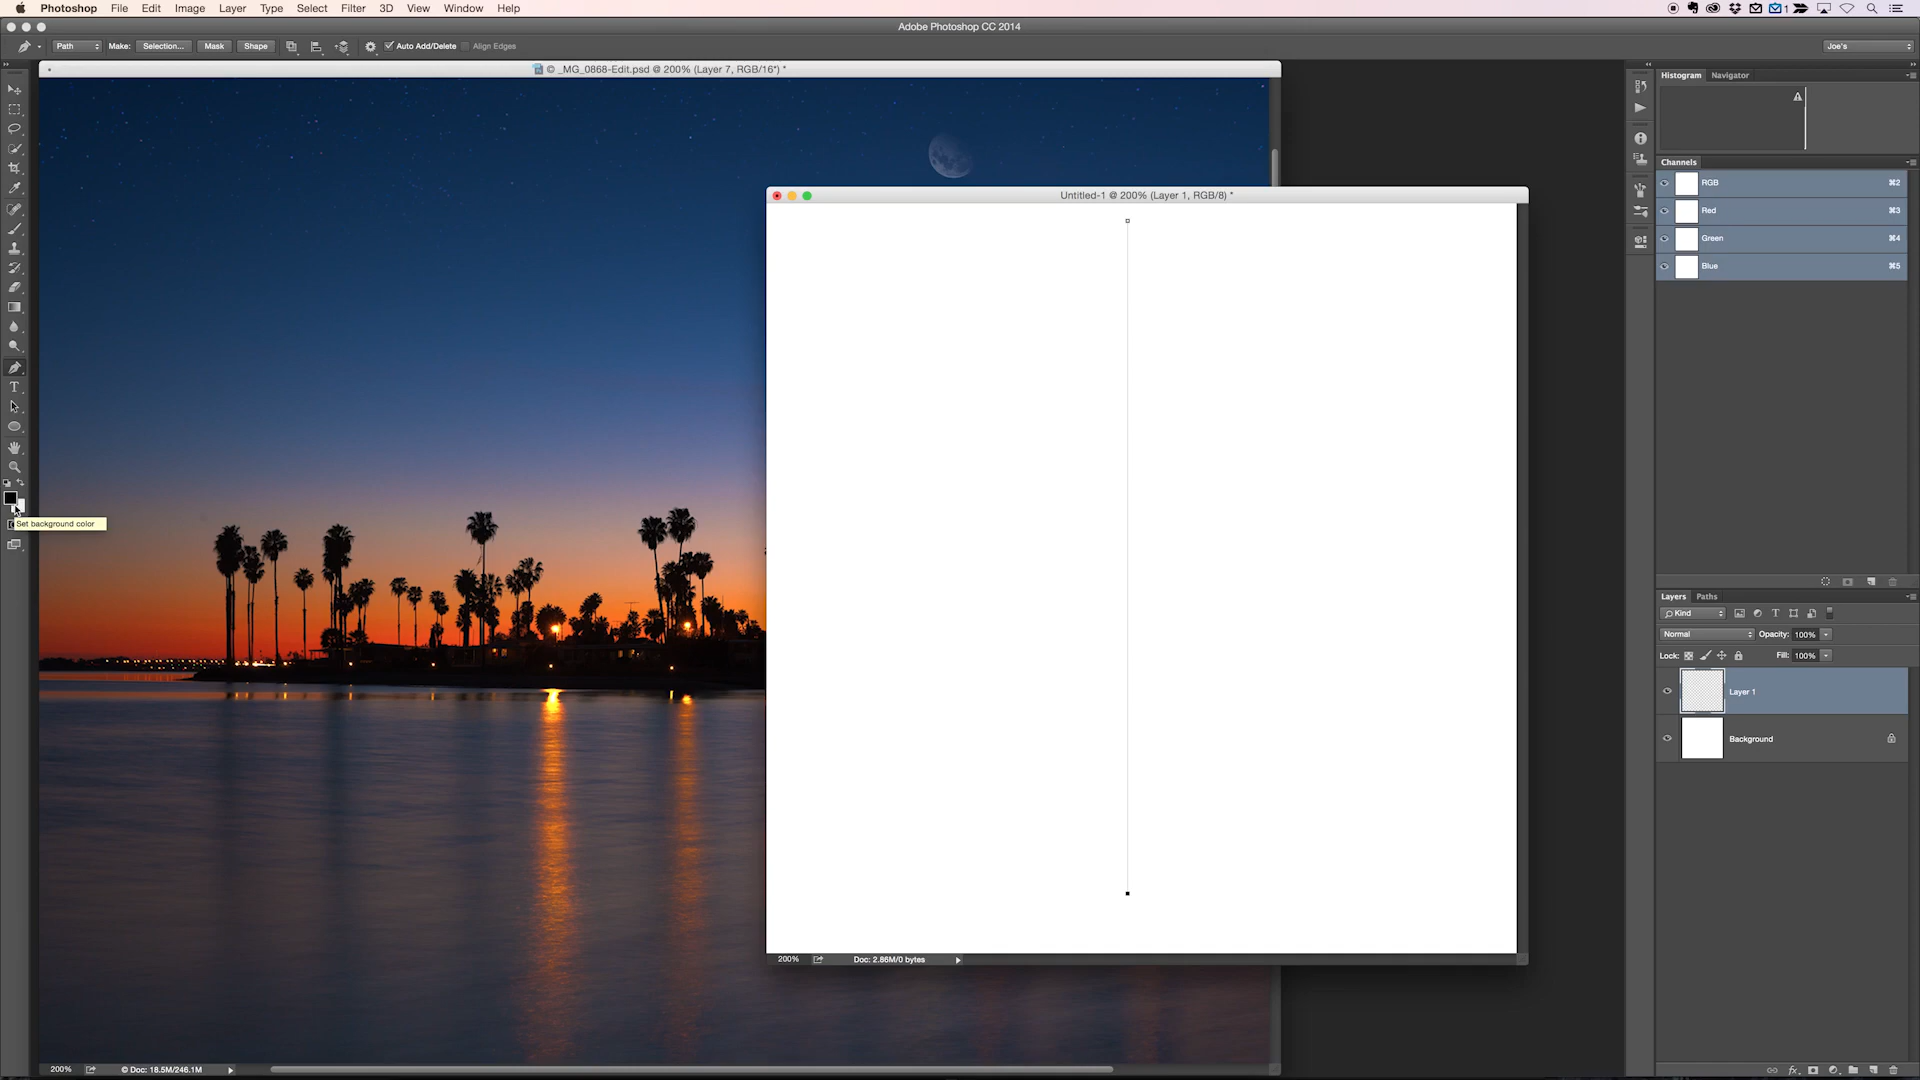 Photoshop File Edit Image Layer Type Select Filter 3D View Window Help
1
Adobe Photoshop CC 2014
Path Make: Selection... Mask Shape Auto Add/Delete Align Edges Joe's
© _MG_0868-Edit.psd @ 200% (Layer 7, RGB/16*) *
Histogram Navigator
Channels
RGB ⌘2
Red ⌘3
Green ⌘4
Blue ⌘5
Untitled-1 @ 200% (Layer 1, RGB/8) *
T
Set background color
Layers Paths
Kind T
Normal Opacity: 100%
Lock: Fill: 100%
Layer 1
Background
200% Doc: 2.86M/0 bytes
200% © Doc: 18.5M/246.1M
fx